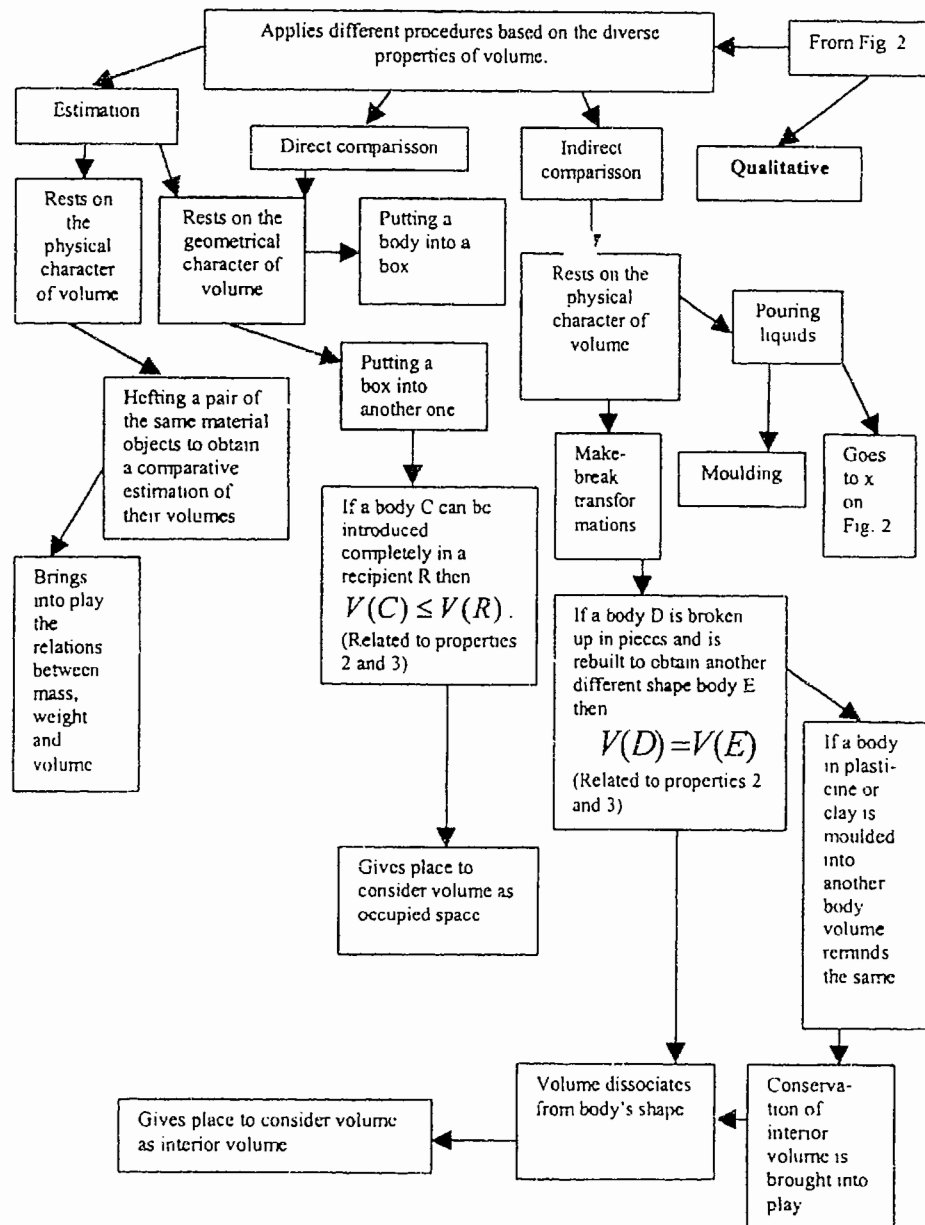 Applies different procedures based on the diverse
properties of volume.
From Fig. 2
Estimation
Direct comparisson
Indirect
comparisson
Qualitative
Rests on
the
physical
character
of volume
Rests on the
geometrical
character of
volume
Putting a
body into a
box
Rests on the
physical
character of
volume
Pouring
liquids
Hefting a pair of
the same material
objects to obtain
a comparative
estimation of
their volumes
Putting a
box into
another one
Make-
break
transfor
mations
Moulding
Goes
to x
on
Fig. 2
Brings
into play
the
relations
between
mass,
weight
and
volume
If a body C can be
introduced
completely in a
recipient R then
V(C) ≤ V(R) .
(Related to properties
2 and 3)
If a body D is broken
up in pieces and is
rebuilt to obtain another
different shape body E
then
V(D)=V(E)
(Related to properties 2
and 3)
If a body
in plasti-
cine or
clay is
moulded
into
another
body
volume
reminds
the same
Gives place to
consider volume as
occupied space
Gives place to consider volume
as interior volume
Volume dissociates
from body's shape
Conserva-
tion of
interior
volume is
brought into
play